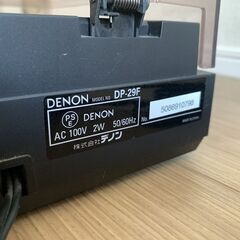 DENON MODEL NO. DP-29F
PS
E
DENON
AC 100V 2W 50/60Hz
株式会社デノン
No. 5086910798